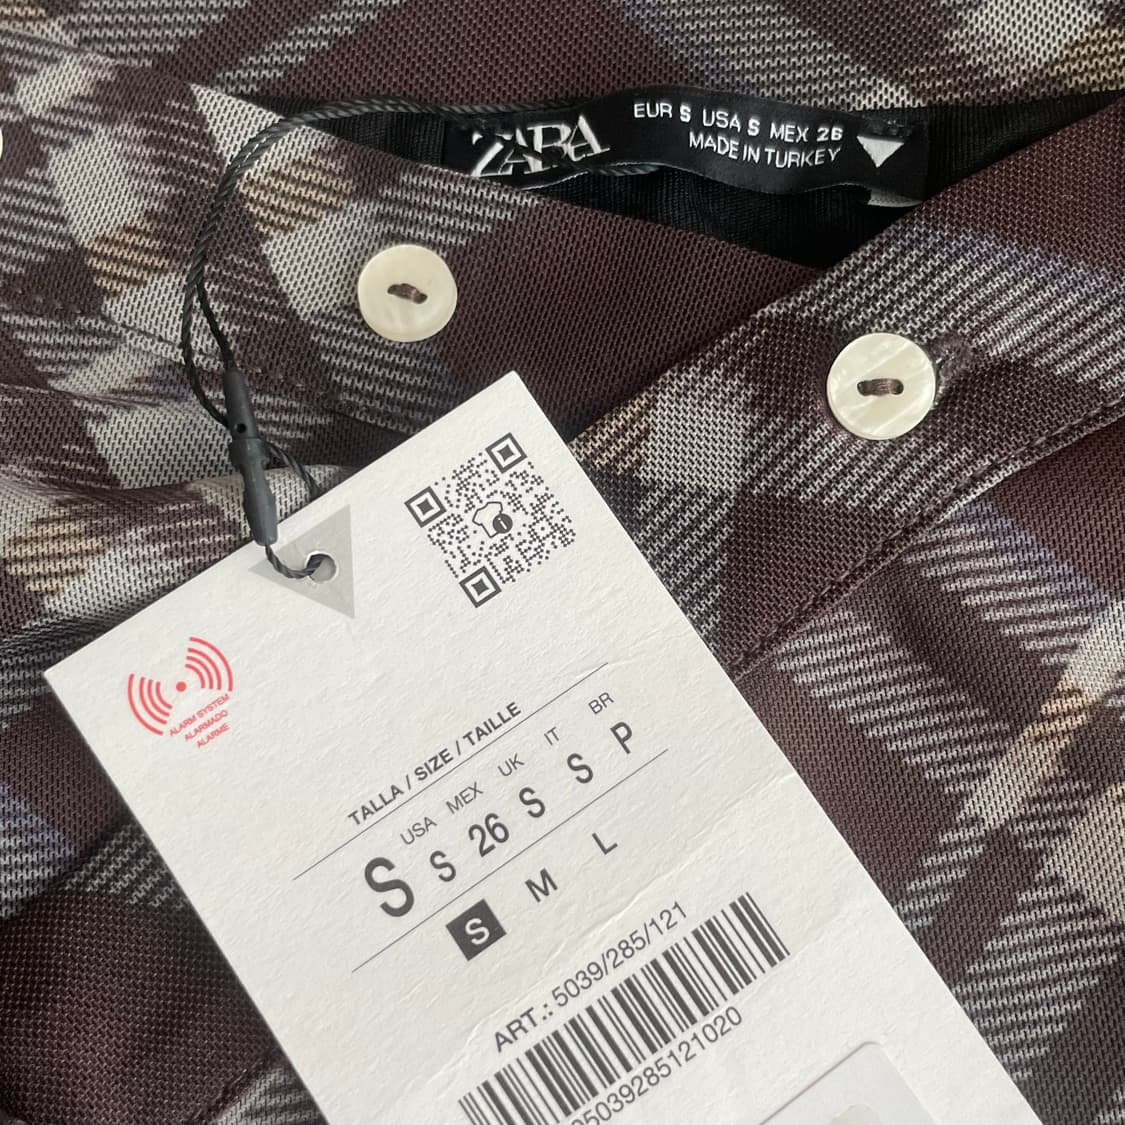 ZARA
EUR S USA S MEX 26
MADE IN TURKEY
ALARM SYSTEM
ALARMADO
ALARME
TALLA / SIZE / TAILLE
USA MEX UK IT BR
S S 26 S S P
S M L
ART.: 5039/285/121
05039285121020